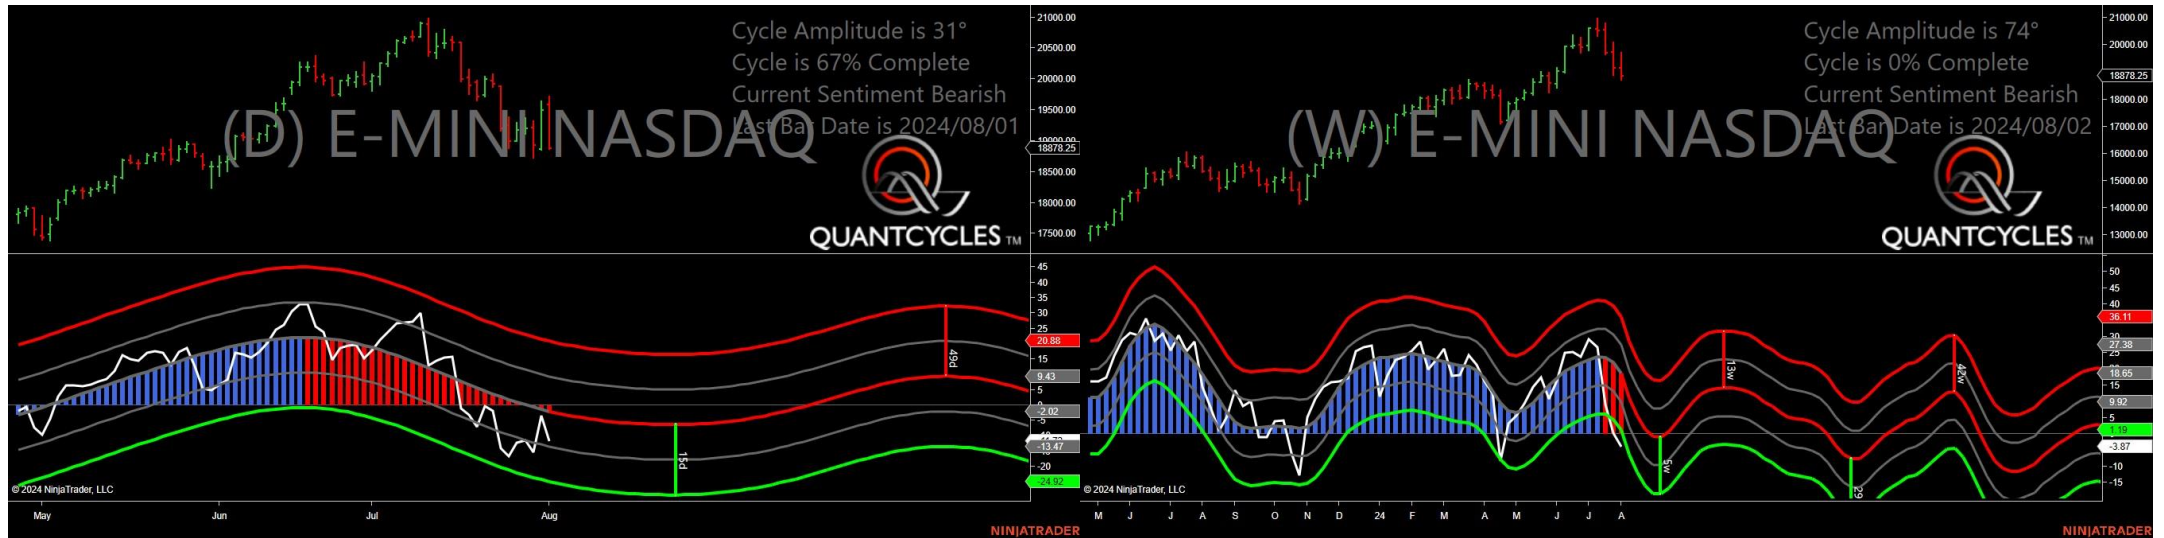 Cycle Amplitude is 31°
Cycle is 67% Complete
Current Sentiment Bearish
Last Bar Date is 2024/08/01
(D) E-MINI NASDAQ
QUANTCYCLES TM
21000.00
20500.00
20000.00
19500.00
19000.00
18878.25
18500.00
18000.00
17500.00
45
40
35
30
25
20.88
15
9.43
5
0
-2.02
-5
-13.47
-20
-24.92
49d
15d
© 2024 NinjaTrader, LLC
May
Jun
Jul
Aug
NINJATRADER
Cycle Amplitude is 74°
Cycle is 0% Complete
Current Sentiment Bearish
Last Bar Date is 2024/08/02
(W) E-MINI NASDAQ
QUANTCYCLES TM
21000.00
20000.00
18878.25
18000.00
17000.00
16000.00
15000.00
14000.00
13000.00
50
45
40
36.11
30
27.38
25
18.65
15
9.92
5
1.19
-3.87
-10
-15
13w
42w
5w
29
© 2024 NinjaTrader, LLC
M
J
J
A
S
O
N
D
24
F
M
A
M
J
J
A
NINJATRADER